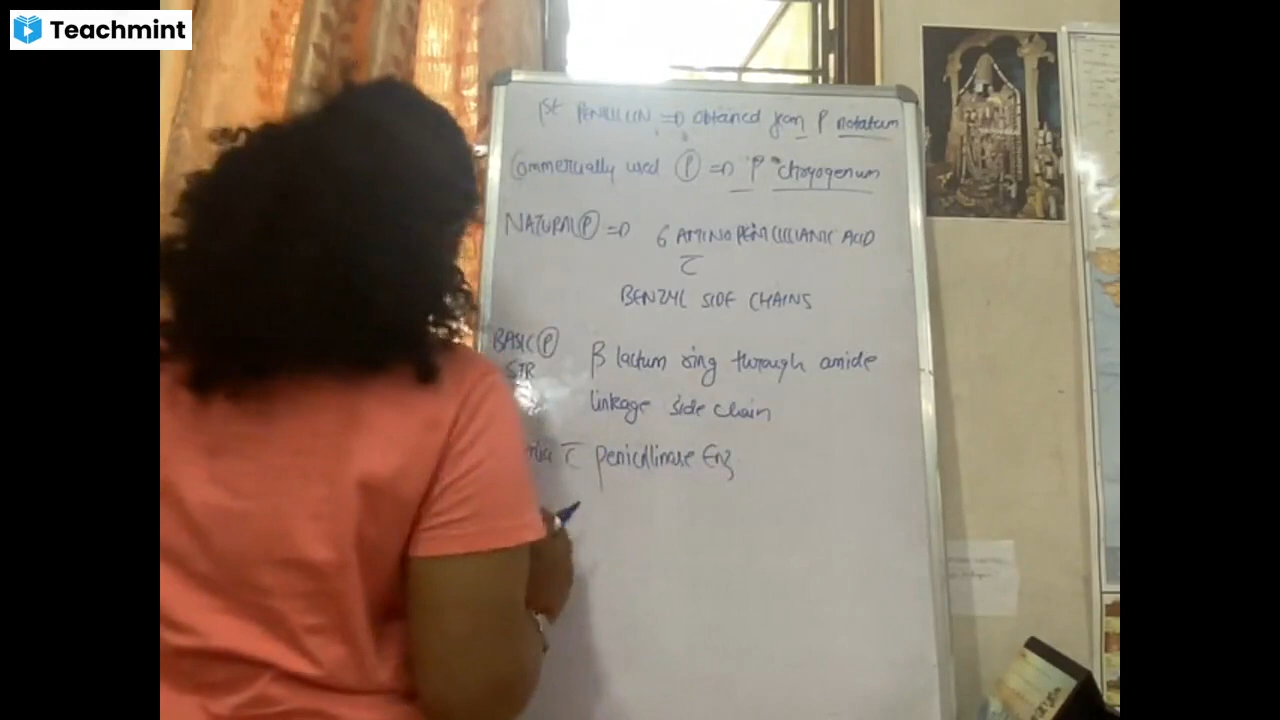 Teachmint
1st PENICILLIN => obtained from P notatum
Commercially used (P) => P chrysogenum
NATURAL (P) => 6 AMINO PENICILLIANIC ACID
c̄
BENZYL SIDE CHAINS
BASIC (P)
STR
β lactum ring through amide
linkage side chain
c̄ penicillinase Enz